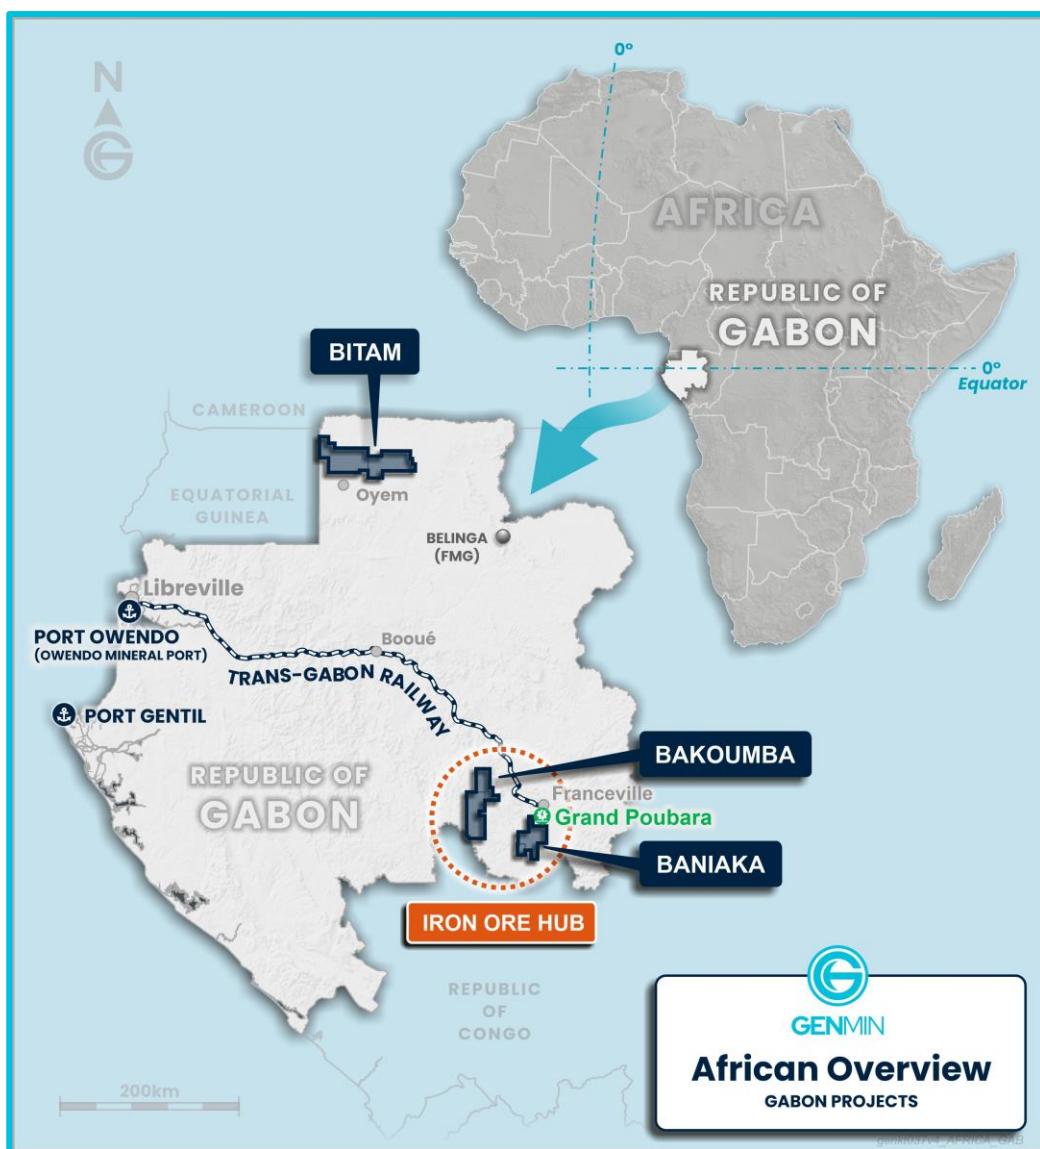 N
0°
AFRICA
REPUBLIC OF
GABON
0°
Equator
BITAM
CAMEROON
Oyem
EQUATORIAL
GUINEA
BELINGA
(FMG)
Libreville
PORT OWENDO
(OWENDO MINERAL PORT)
Booué
TRANS-GABON RAILWAY
PORT GENTIL
REPUBLIC OF
GABON
BAKOUMBA
Franceville
Grand Poubara
BANIAKA
IRON ORE HUB
REPUBLIC
OF
CONGO
200km
GENMIN
African Overview
GABON PROJECTS